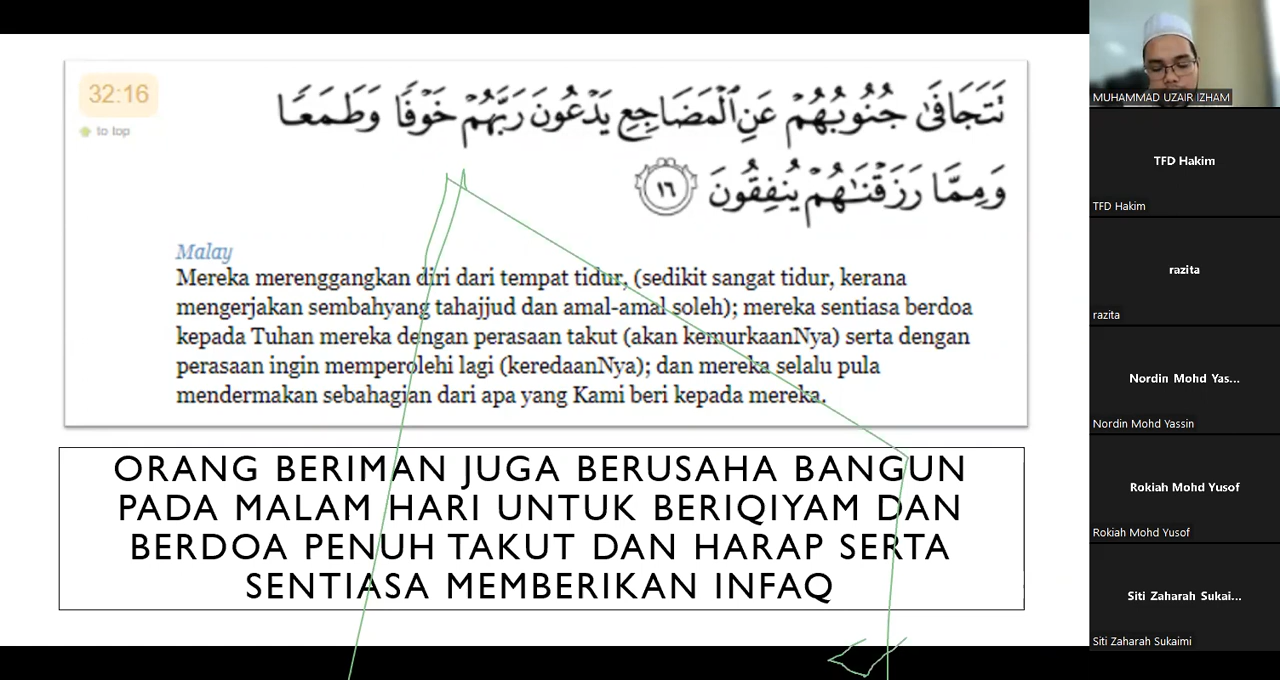 32:16
to top
نَتَجَافَىٰ جُنُوبُهُمْ عَنِ ٱلْمَضَاجِعِ يَدْعُونَ رَبَّهُمْ خَوْفًا وَطَمَعًا
وَمِمَّا رَزَقْنَـٰهُمْ يُنفِقُونَ ١٦
Malay
Mereka merenggangkan diri dari tempat tidur, (sedikit sangat tidur, kerana
mengerjakan sembahyang tahajjud dan amal-amal soleh); mereka sentiasa berdoa
kepada Tuhan mereka dengan perasaan takut (akan kemurkaanNya) serta dengan
perasaan ingin memperolehi lagi (keredaanNya); dan mereka selalu pula
mendermakan sebahagian dari apa yang Kami beri kepada mereka.
ORANG BERIMAN JUGA BERUSAHA BANGUN
PADA MALAM HARI UNTUK BERIQIYAM DAN
BERDOA PENUH TAKUT DAN HARAP SERTA
SENTIASA MEMBERIKAN INFAQ
MUHAMMAD UZAIR IZHAM
TFD Hakim
TFD Hakim
razita
razita
Nordin Mohd Yas...
Nordin Mohd Yassin
Rokiah Mohd Yusof
Rokiah Mohd Yusof
Siti Zaharah Sukai...
Siti Zaharah Sukaimi